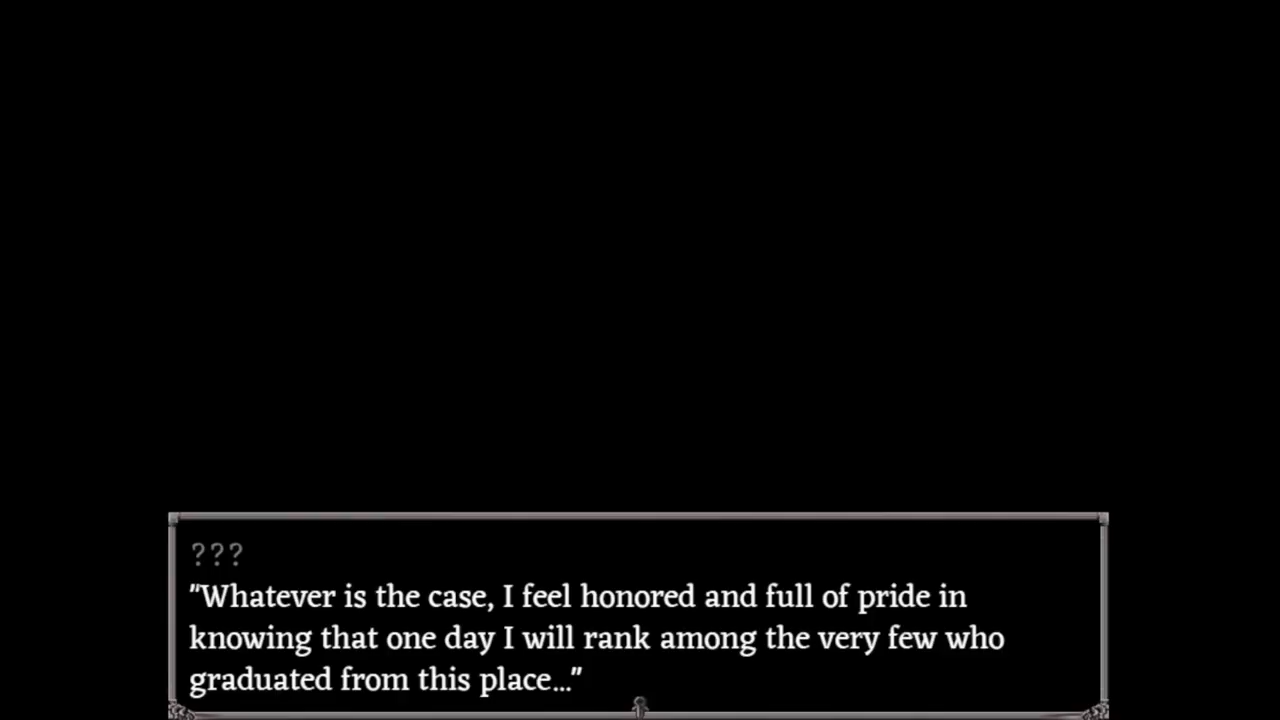 ???
"Whatever is the case, I feel honored and full of pride in
knowing that one day I will rank among the very few who
graduated from this place..."